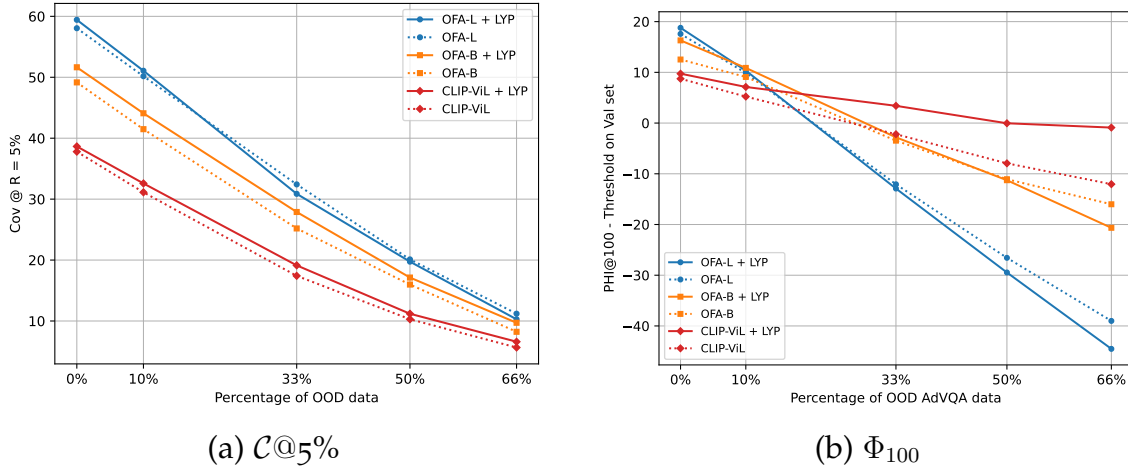 60
50
40
30
20
10
Cov @ R = 5%
OFA-L + LYP
OFA-L
OFA-B + LYP
OFA-B
CLIP-ViL + LYP
CLIP-ViL
0% 10% 33% 50% 66%
Percentage of OOD data
(a) C@5%
20
10
0
−10
−20
−30
−40
PHI@100 - Threshold on Val set
OFA-L + LYP
OFA-L
OFA-B + LYP
OFA-B
CLIP-ViL + LYP
CLIP-ViL
0% 10% 33% 50% 66%
Percentage of OOD AdVQA data
(b) Φ100